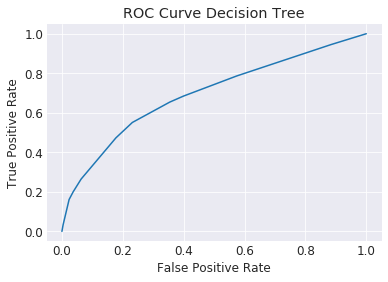 ROC Curve Decision Tree
1.0
0.8
0.6
0.4
0.2
0.0
True Positive Rate
0.0 0.2 0.4 0.6 0.8 1.0
False Positive Rate